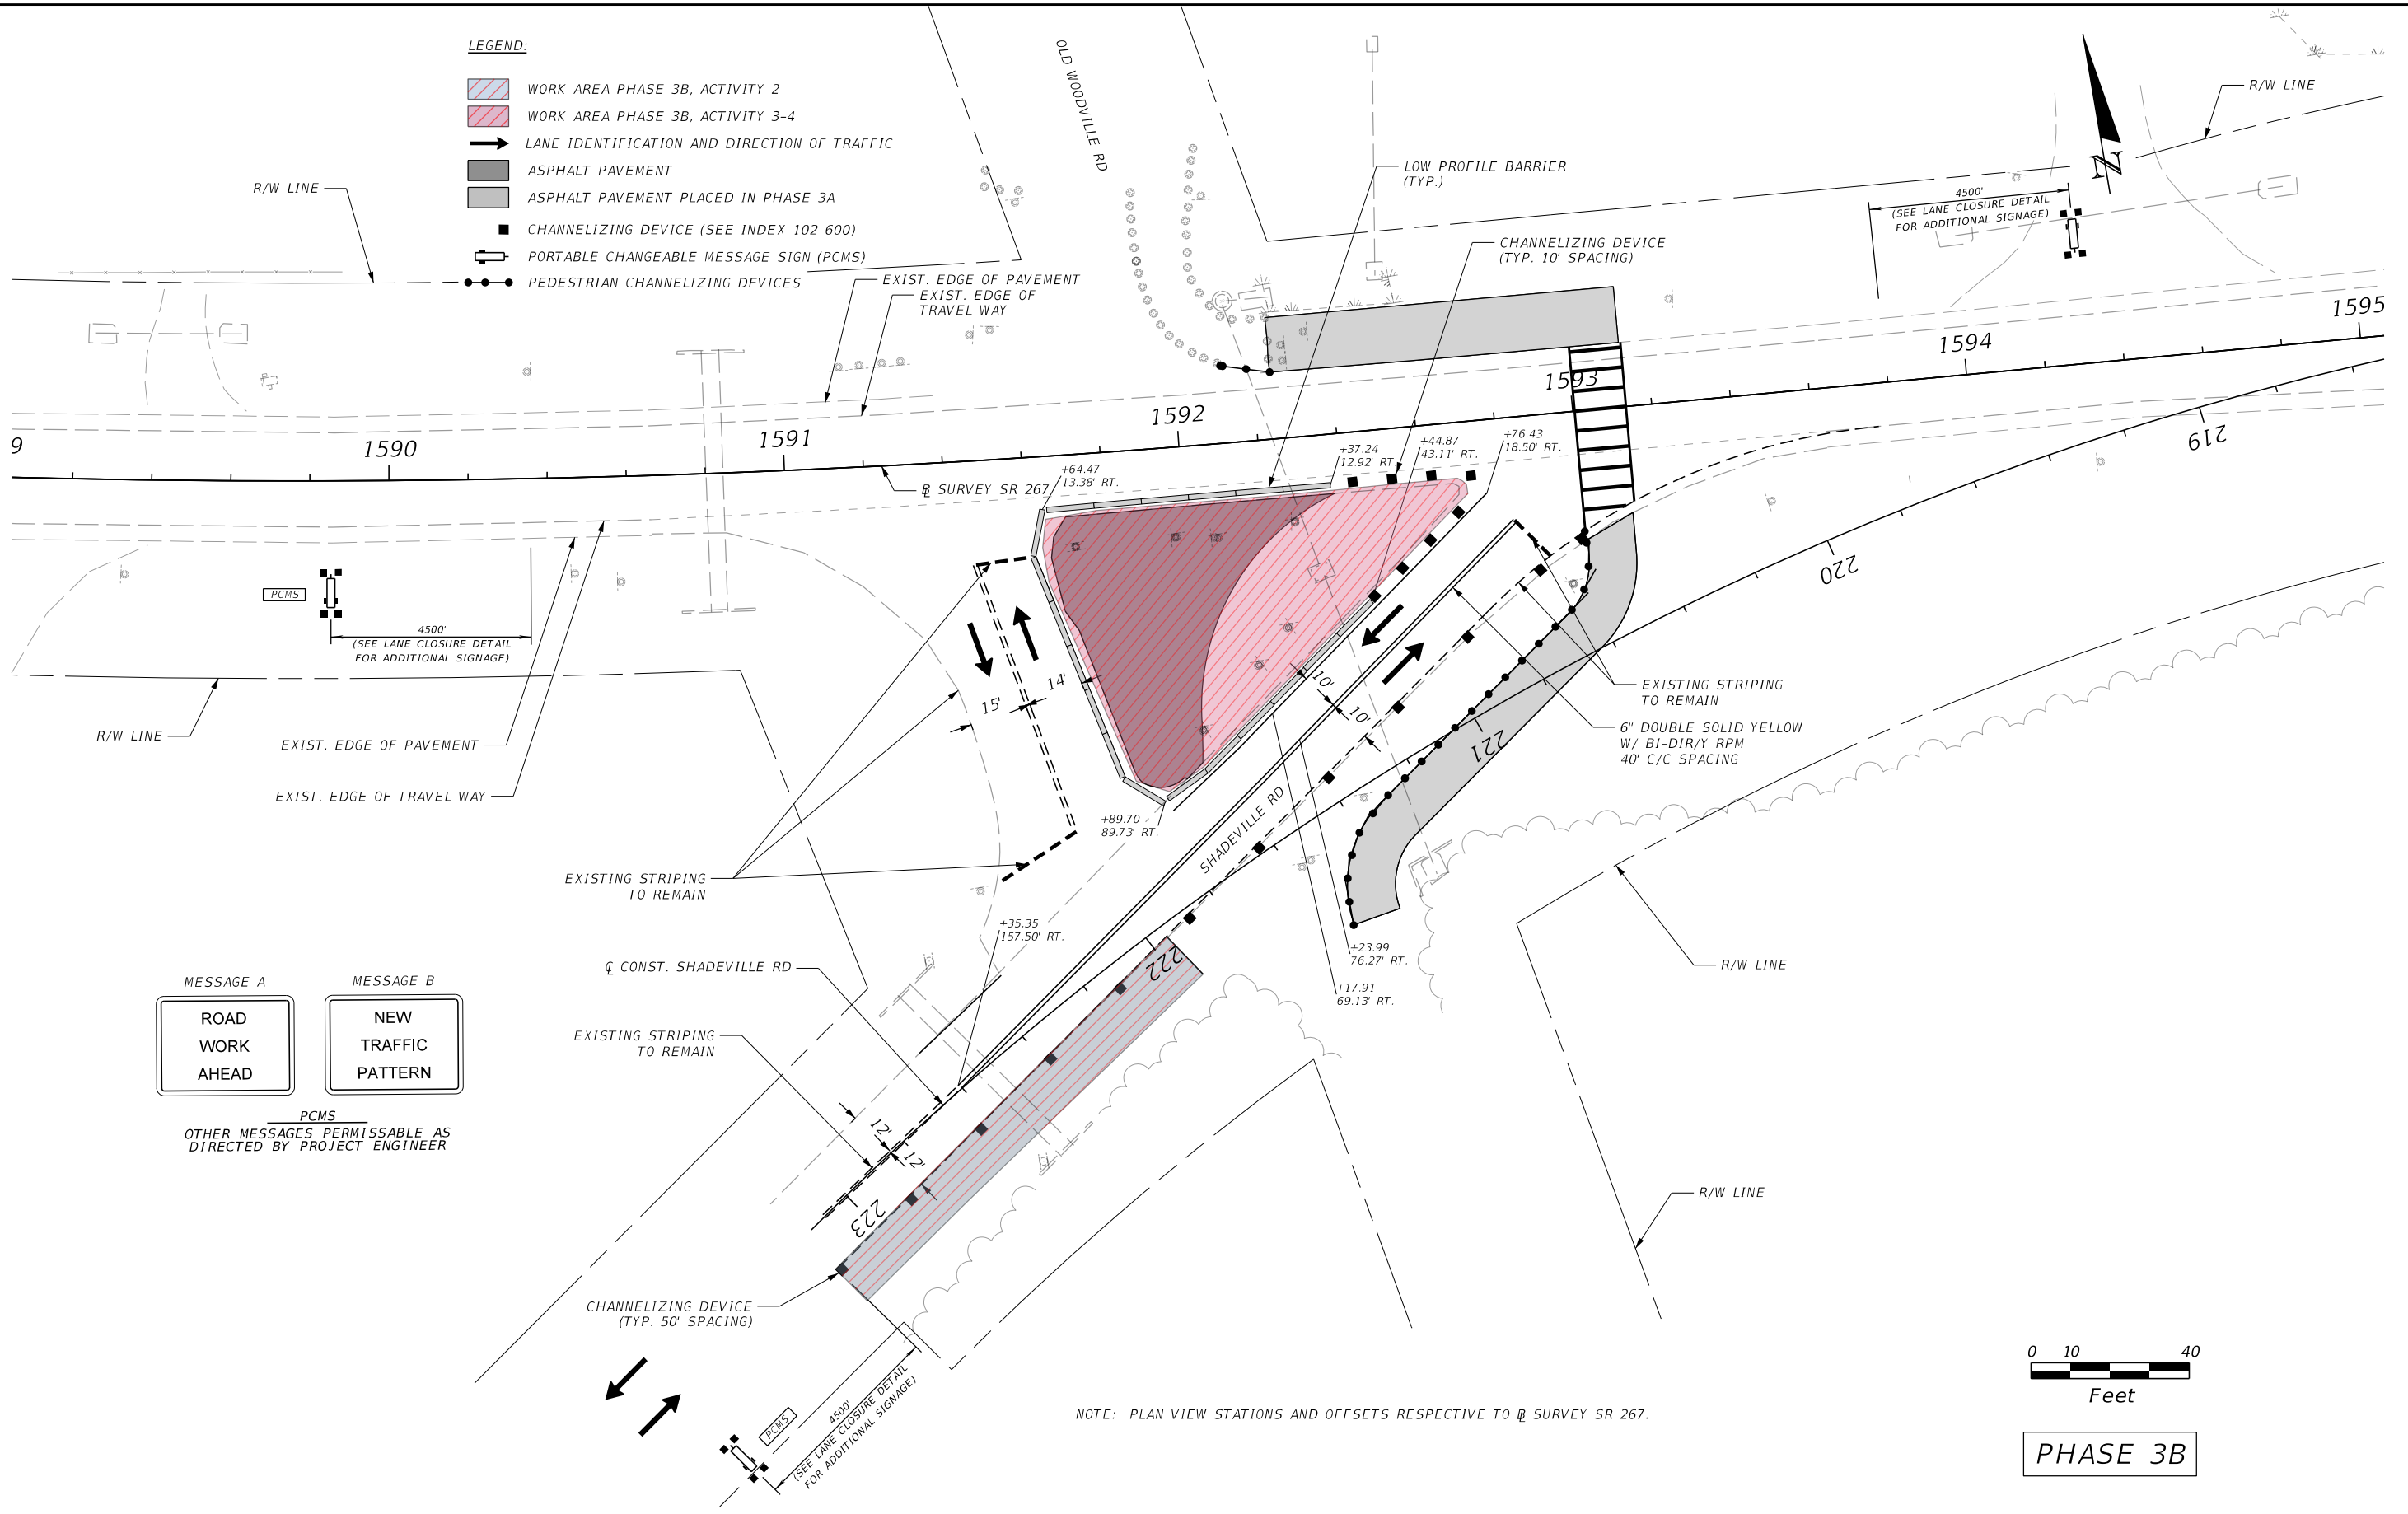 LEGEND:
WORK AREA PHASE 3B, ACTIVITY 2
WORK AREA PHASE 3B, ACTIVITY 3-4
LANE IDENTIFICATION AND DIRECTION OF TRAFFIC
ASPHALT PAVEMENT
ASPHALT PAVEMENT PLACED IN PHASE 3A
CHANNELIZING DEVICE (SEE INDEX 102-600)
PORTABLE CHANGEABLE MESSAGE SIGN (PCMS)
PEDESTRIAN CHANNELIZING DEVICES
R/W LINE
OLD WOODVILLE RD
EXIST. EDGE OF PAVEMENT
EXIST. EDGE OF
TRAVEL WAY
LOW PROFILE BARRIER
(TYP.)
CHANNELIZING DEVICE
(TYP. 10' SPACING)
R/W LINE
N
4500'
(SEE LANE CLOSURE DETAIL
FOR ADDITIONAL SIGNAGE)
9
1590
1591
1592
1593
1594
1595
219
220
221
222
223
℄ SURVEY SR 267
+64.47
13.38' RT.
+37.24
12.92' RT.
+44.87
43.11' RT.
+76.43
18.50' RT.
PCMS
4500'
(SEE LANE CLOSURE DETAIL
FOR ADDITIONAL SIGNAGE)
R/W LINE
EXIST. EDGE OF PAVEMENT
EXIST. EDGE OF TRAVEL WAY
15'
14'
10'
10'
EXISTING STRIPING
TO REMAIN
6" DOUBLE SOLID YELLOW
W/ BI-DIR/Y RPM
40' C/C SPACING
+89.70
89.73' RT.
SHADEVILLE RD
EXISTING STRIPING
TO REMAIN
+35.35
157.50' RT.
+23.99
76.27' RT.
+17.91
69.13' RT.
R/W LINE
℄ CONST. SHADEVILLE RD
EXISTING STRIPING
TO REMAIN
12'
12'
MESSAGE A
ROAD
WORK
AHEAD
MESSAGE B
NEW
TRAFFIC
PATTERN
PCMS
OTHER MESSAGES PERMISSABLE AS
DIRECTED BY PROJECT ENGINEER
R/W LINE
CHANNELIZING DEVICE
(TYP. 50' SPACING)
PCMS
4500'
(SEE LANE CLOSURE DETAIL
FOR ADDITIONAL SIGNAGE)
NOTE: PLAN VIEW STATIONS AND OFFSETS RESPECTIVE TO ℄ SURVEY SR 267.
0 10 40
Feet
PHASE 3B